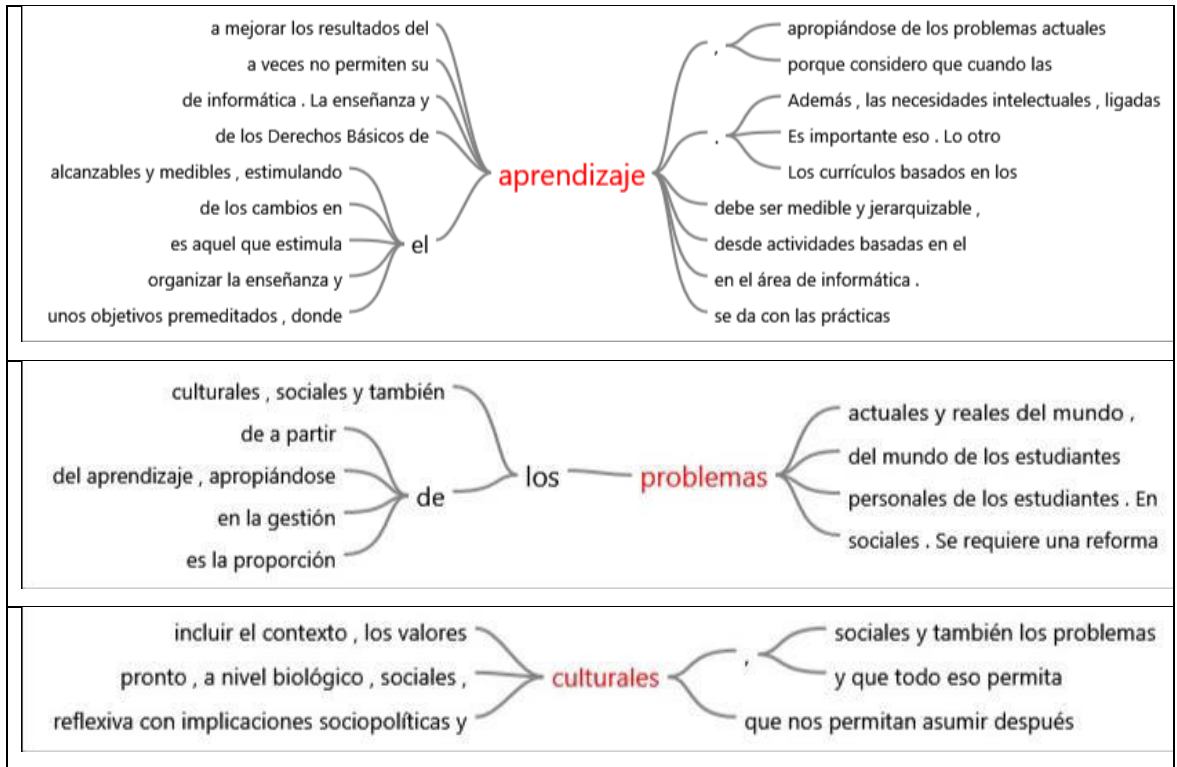 a mejorar los resultados del
a veces no permiten su
de informática . La enseñanza y
de los Derechos Básicos de
alcanzables y medibles , estimulando
de los cambios en
es aquel que estimula
organizar la enseñanza y
unos objetivos premeditados , donde
el
aprendizaje
,
apropiándose de los problemas actuales
porque considero que cuando las
.
Además , las necesidades intelectuales , ligadas
Es importante eso . Lo otro
Los currículos basados en los
debe ser medible y jerarquizable ,
desde actividades basadas en el
en el área de informática .
se da con las prácticas
culturales , sociales y también
de a partir
del aprendizaje , apropiándose
en la gestión
es la proporción
de
los
problemas
actuales y reales del mundo ,
del mundo de los estudiantes
personales de los estudiantes . En
sociales . Se requiere una reforma
incluir el contexto , los valores
pronto , a nivel biológico , sociales ,
reflexiva con implicaciones sociopolíticas y
culturales
,
sociales y también los problemas
y que todo eso permita
que nos permitan asumir después